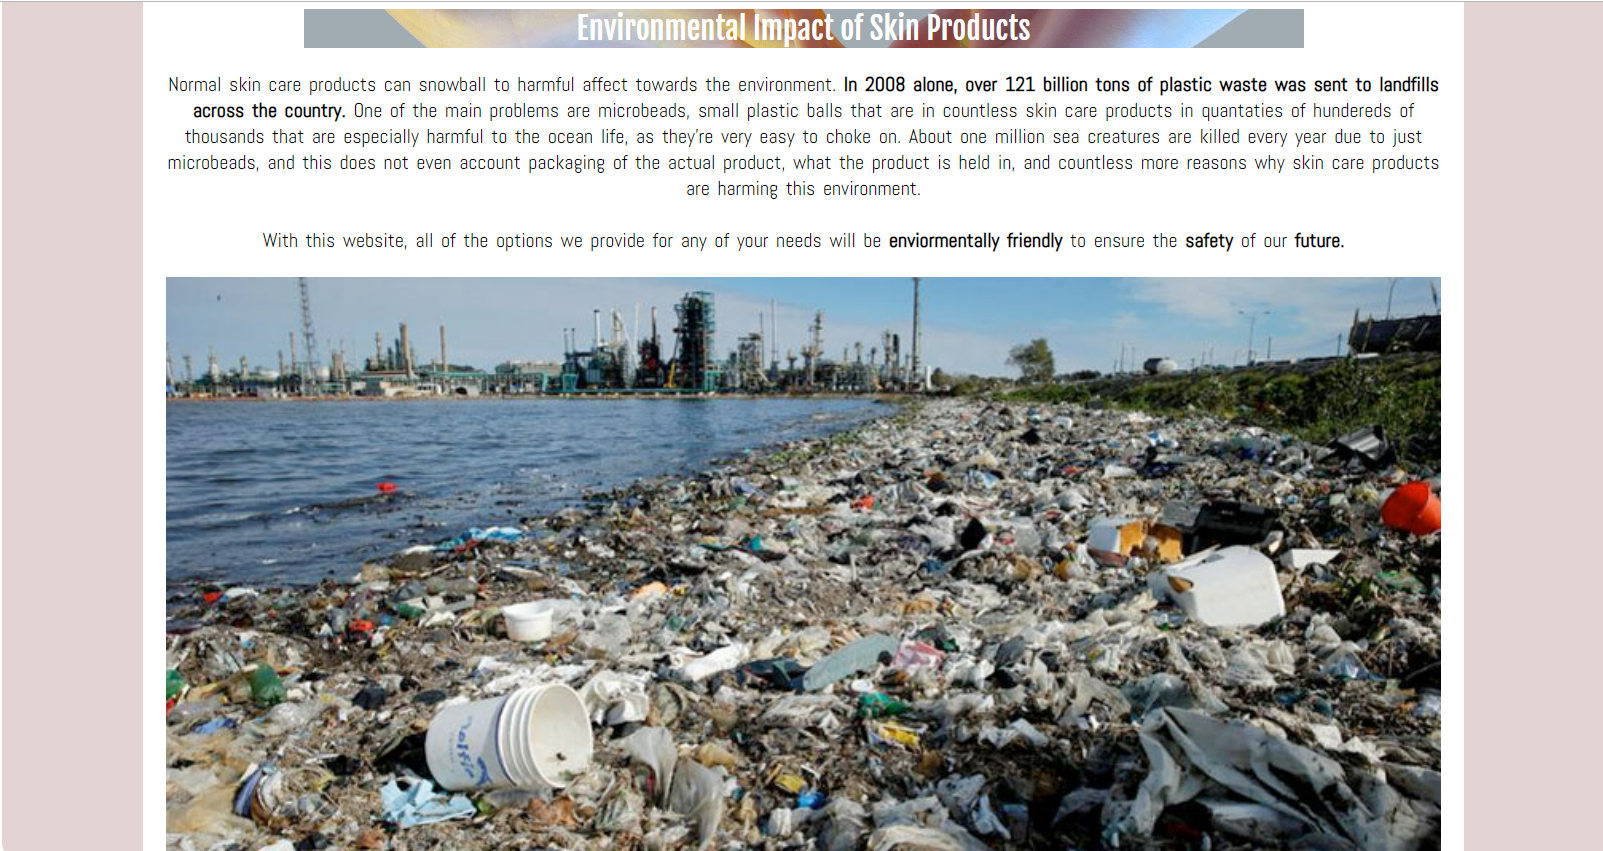 Environmental Impact of Skin Products
Normal skin care products can snowball to harmful affect towards the environment. In 2008 alone, over 121 billion tons of plastic waste was sent to landfills
across the country. One of the main problems are microbeads, small plastic balls that are in countless skin care products in quantaties of hundereds of
thousands that are especially harmful to the ocean life, as they're very easy to choke on. About one million sea creatures are killed every year due to just
microbeads, and this does not even account packaging of the actual product, what the product is held in, and countless more reasons why skin care products
are harming this environment.
With this website, all of the options we provide for any of your needs will be enviormentally friendly to ensure the safety of our future.